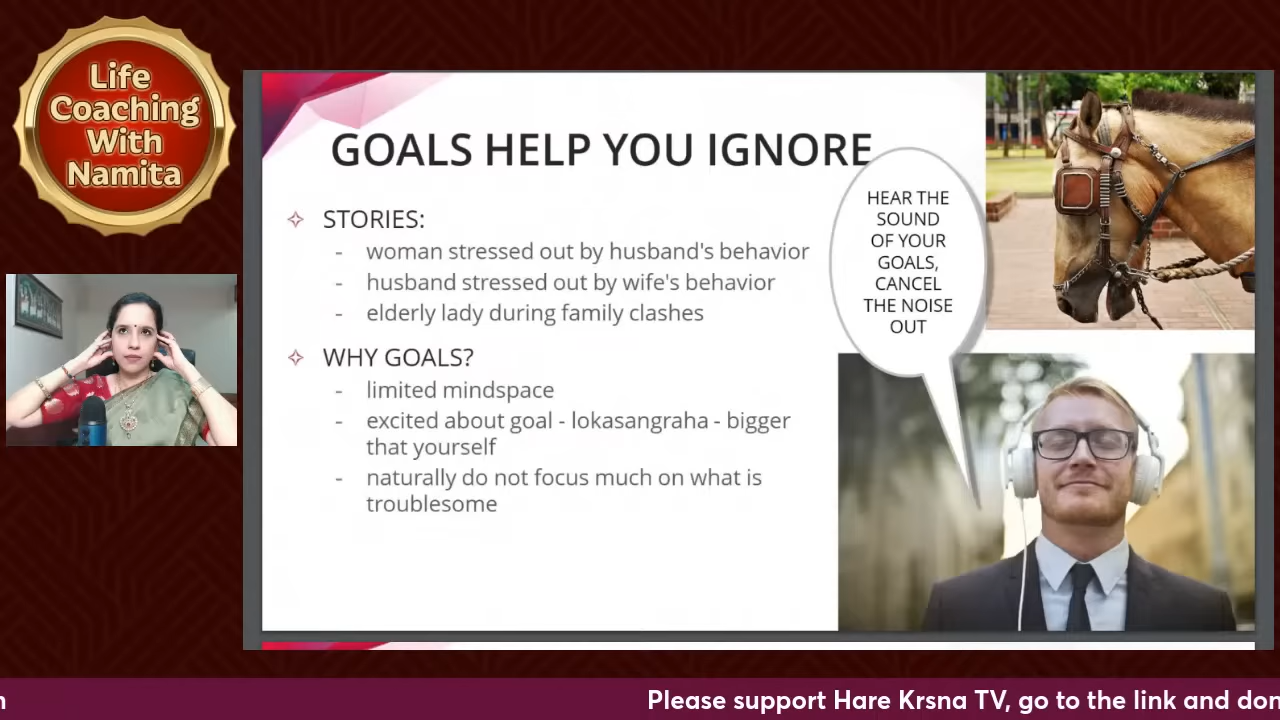 Life
Coaching
With
Namita
GOALS HELP YOU IGNORE
STORIES:
- woman stressed out by husband's behavior
- husband stressed out by wife's behavior
- elderly lady during family clashes
WHY GOALS?
- limited mindspace
- excited about goal - lokasangraha - bigger
that yourself
- naturally do not focus much on what is
troublesome
HEAR THE
SOUND
OF YOUR
GOALS,
CANCEL
THE NOISE
OUT
Please support Hare Krsna TV, go to the link and don